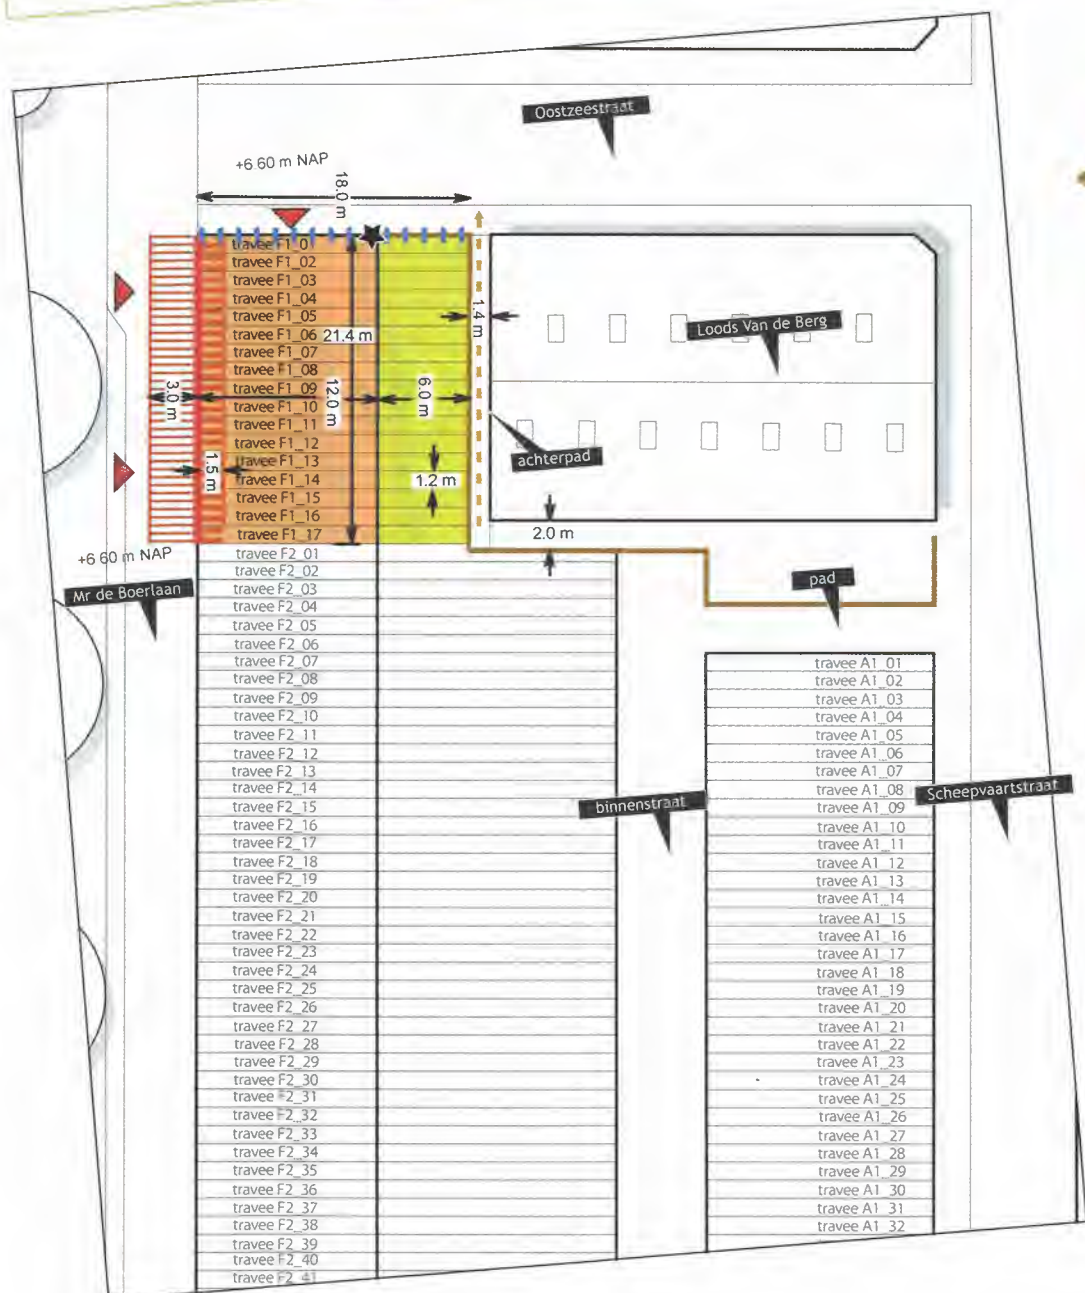 Oostzeestraat
+6.60 m NAP
18.0 m
travee F1_01
travee F1_02
travee F1_03
travee F1_04
travee F1_05
travee F1_06
21.4 m
travee F1_07
travee F1_08
travee F1_09
travee F1_10
travee F1_11
travee F1_12
travee F1_13
travee F1_14
travee F1_15
travee F1_16
travee F1_17
3.0 m
12.0 m
6.0 m
1.4 m
1.5 m
1.2 m
Loods Van de Berg
achterpad
2.0 m
+6 60 m NAP
Mr de Boerlaan
pad
travee F2_01
travee F2_02
travee F2_03
travee F2_04
travee F2_05
travee F2_06
travee F2_07
travee F2_08
travee F2_09
travee F2_10
travee F2_11
travee F2_12
travee F2_13
travee F2_14
travee F2_15
travee F2_16
travee F2_17
travee F2_18
travee F2_19
travee F2_20
travee F2_21
travee F2_22
travee F2_23
travee F2_24
travee F2_25
travee F2_26
travee F2_27
travee F2_28
travee F2_29
travee F2_30
travee F2_31
travee F2_32
travee F2_33
travee F2_34
travee F2_35
travee F2_36
travee F2_37
travee F2_38
travee F2_39
travee F2_40
travee F2_41
binnenstraat
travee A1_01
travee A1_02
travee A1_03
travee A1_04
travee A1_05
travee A1_06
travee A1_07
travee A1_08
travee A1_09
travee A1_10
travee A1_11
travee A1_12
travee A1_13
travee A1_14
travee A1_15
travee A1_16
travee A1_17
travee A1_18
travee A1_19
travee A1_20
travee A1_21
travee A1_22
travee A1_23
travee A1_24
travee A1_25
travee A1_26
travee A1_27
travee A1_28
travee A1_29
travee A1_30
travee A1_31
travee A1_32
Scheepvaartstraat